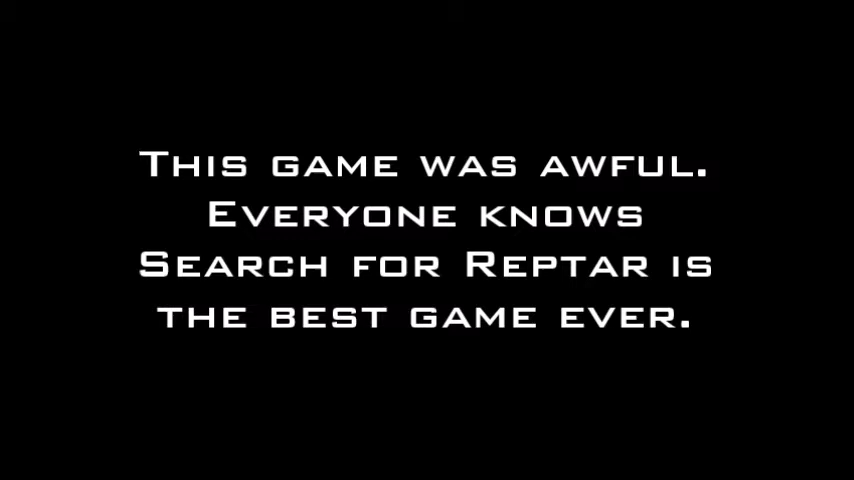 This game was awful.
Everyone knows
Search for Reptar is
the best game ever.